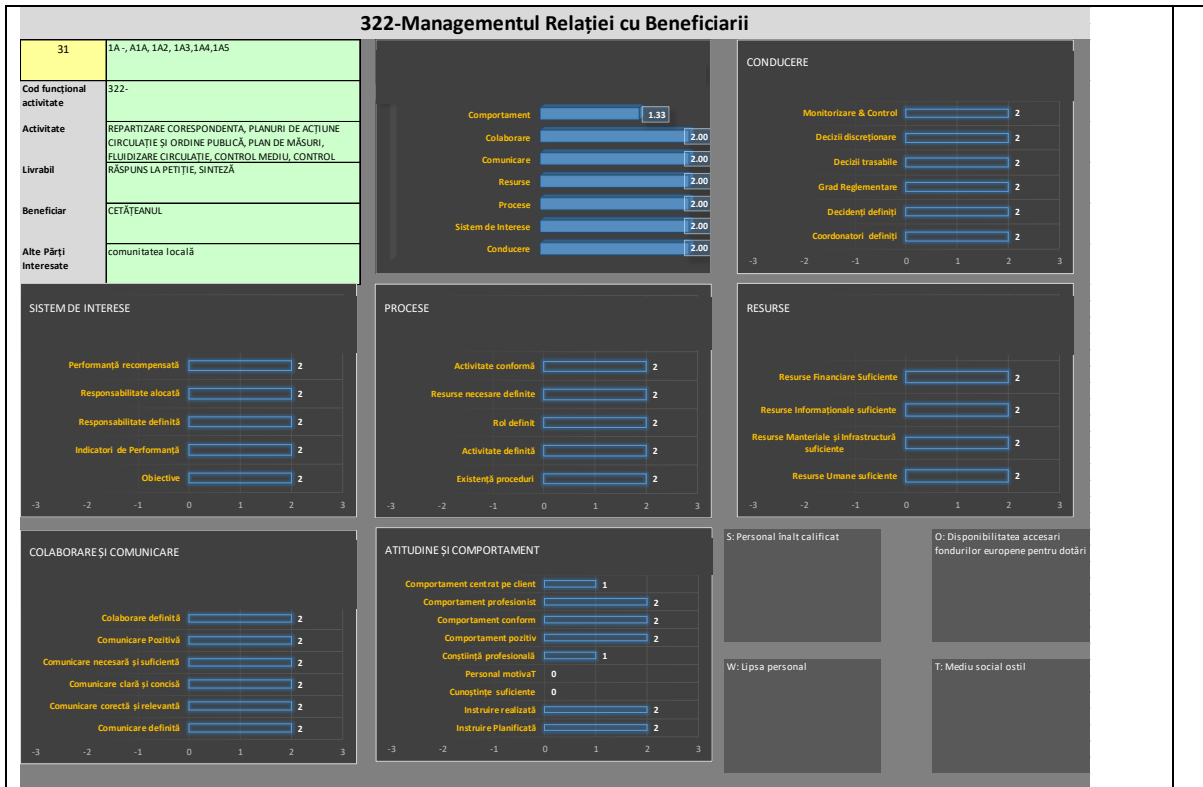 322-Managementul Relației cu Beneficiarii
31
1A -, A1A, 1A2, 1A3,1A4,1A5
Cod funcțional
activitate
322-
Activitate
REPARTIZARE CORESPONDENTA, PLANURI DE ACȚIUNE
CIRCULAȚIE ȘI ORDINE PUBLICĂ, PLAN DE MĂSURI,
FLUIDIZARE CIRCULAȚIE, CONTROL MEDIU, CONTROL
Livrabil
RĂSPUNS LA PETIȚIE, SINTEZĂ
Beneficiar
CETĂȚEANUL
Alte Părți
Interesate
comunitatea locală
Comportament 1.33
Colaborare 2.00
Comunicare 2.00
Resurse 2.00
Procese 2.00
Sistem de Interese 2.00
Conducere 2.00
CONDUCERE
Monitorizare & Control 2
Decizii discreționare 2
Decizii trasabile 2
Grad Reglementare 2
Decidenți definiți 2
Coordonatori definiți 2
-3 -2 -1 0 1 2 3
SISTEM DE INTERESE
Performanță recompensată 2
Responsabilitate alocată 2
Responsabilitate definită 2
Indicatori de Performanță 2
Obiective 2
-3 -2 -1 0 1 2 3
PROCESE
Activitate conformă 2
Resurse necesare definite 2
Rol definit 2
Activitate definită 2
Existență proceduri 2
-3 -2 -1 0 1 2 3
RESURSE
Resurse Financiare Suficiente 2
Resurse Informaționale suficiente 2
Resurse Manteriale și Infrastructură
suficiente 2
Resurse Umane suficiente 2
-3 -2 -1 0 1 2 3
COLABORARE ȘI COMUNICARE
Colaborare definită 2
Comunicare Pozitivă 2
Comunicare necesară și suficientă 2
Comunicare clară și concisă 2
Comunicare corectă și relevantă 2
Comunicare definită 2
-3 -2 -1 0 1 2 3
ATITUDINE ȘI COMPORTAMENT
Comportament centrat pe client 1
Comportament profesionist 2
Comportament conform 2
Comportament pozitiv 2
Conștiință profesională 1
Personal motivaT 0
Cunoștințe suficiente 0
Instruire realizată 2
Instruire Planificată 2
-3 -2 -1 0 1 2 3
S: Personal înalt calificat
O: Disponibilitatea accesari
fondurilor europene pentru dotări
W: Lipsa personal
T: Mediu social ostil